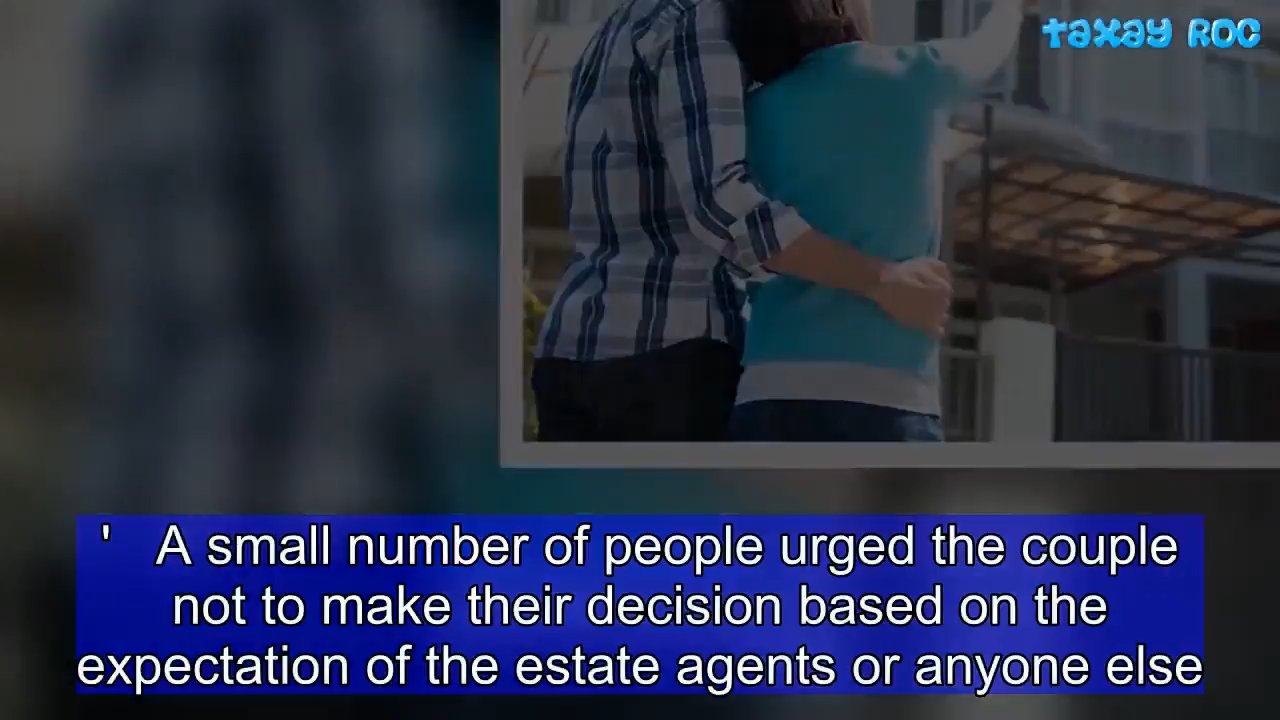 TAXAY ROC
' A small number of people urged the couple
not to make their decision based on the
expectation of the estate agents or anyone else